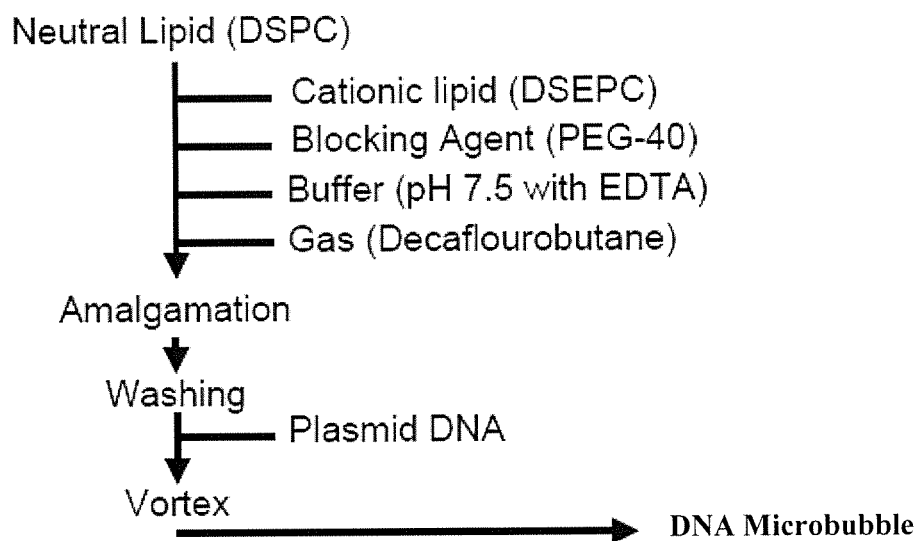 Neutral Lipid (DSPC)
Cationic lipid (DSEPC)
Blocking Agent (PEG-40)
Buffer (pH 7.5 with EDTA)
Gas (Decaflourobutane)
Amalgamation
Washing
Plasmid DNA
Vortex
DNA Microbubble